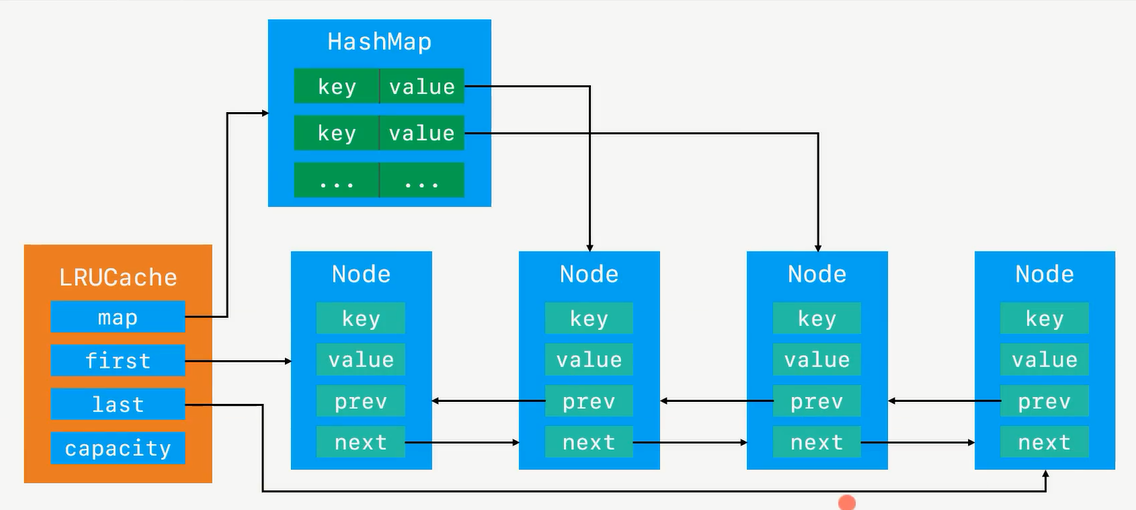 HashMap
key value
key value
... ...
LRUCache
map
first
last
capacity
Node
key
value
prev
next
Node
key
value
prev
next
Node
key
value
prev
next
Node
key
value
prev
next